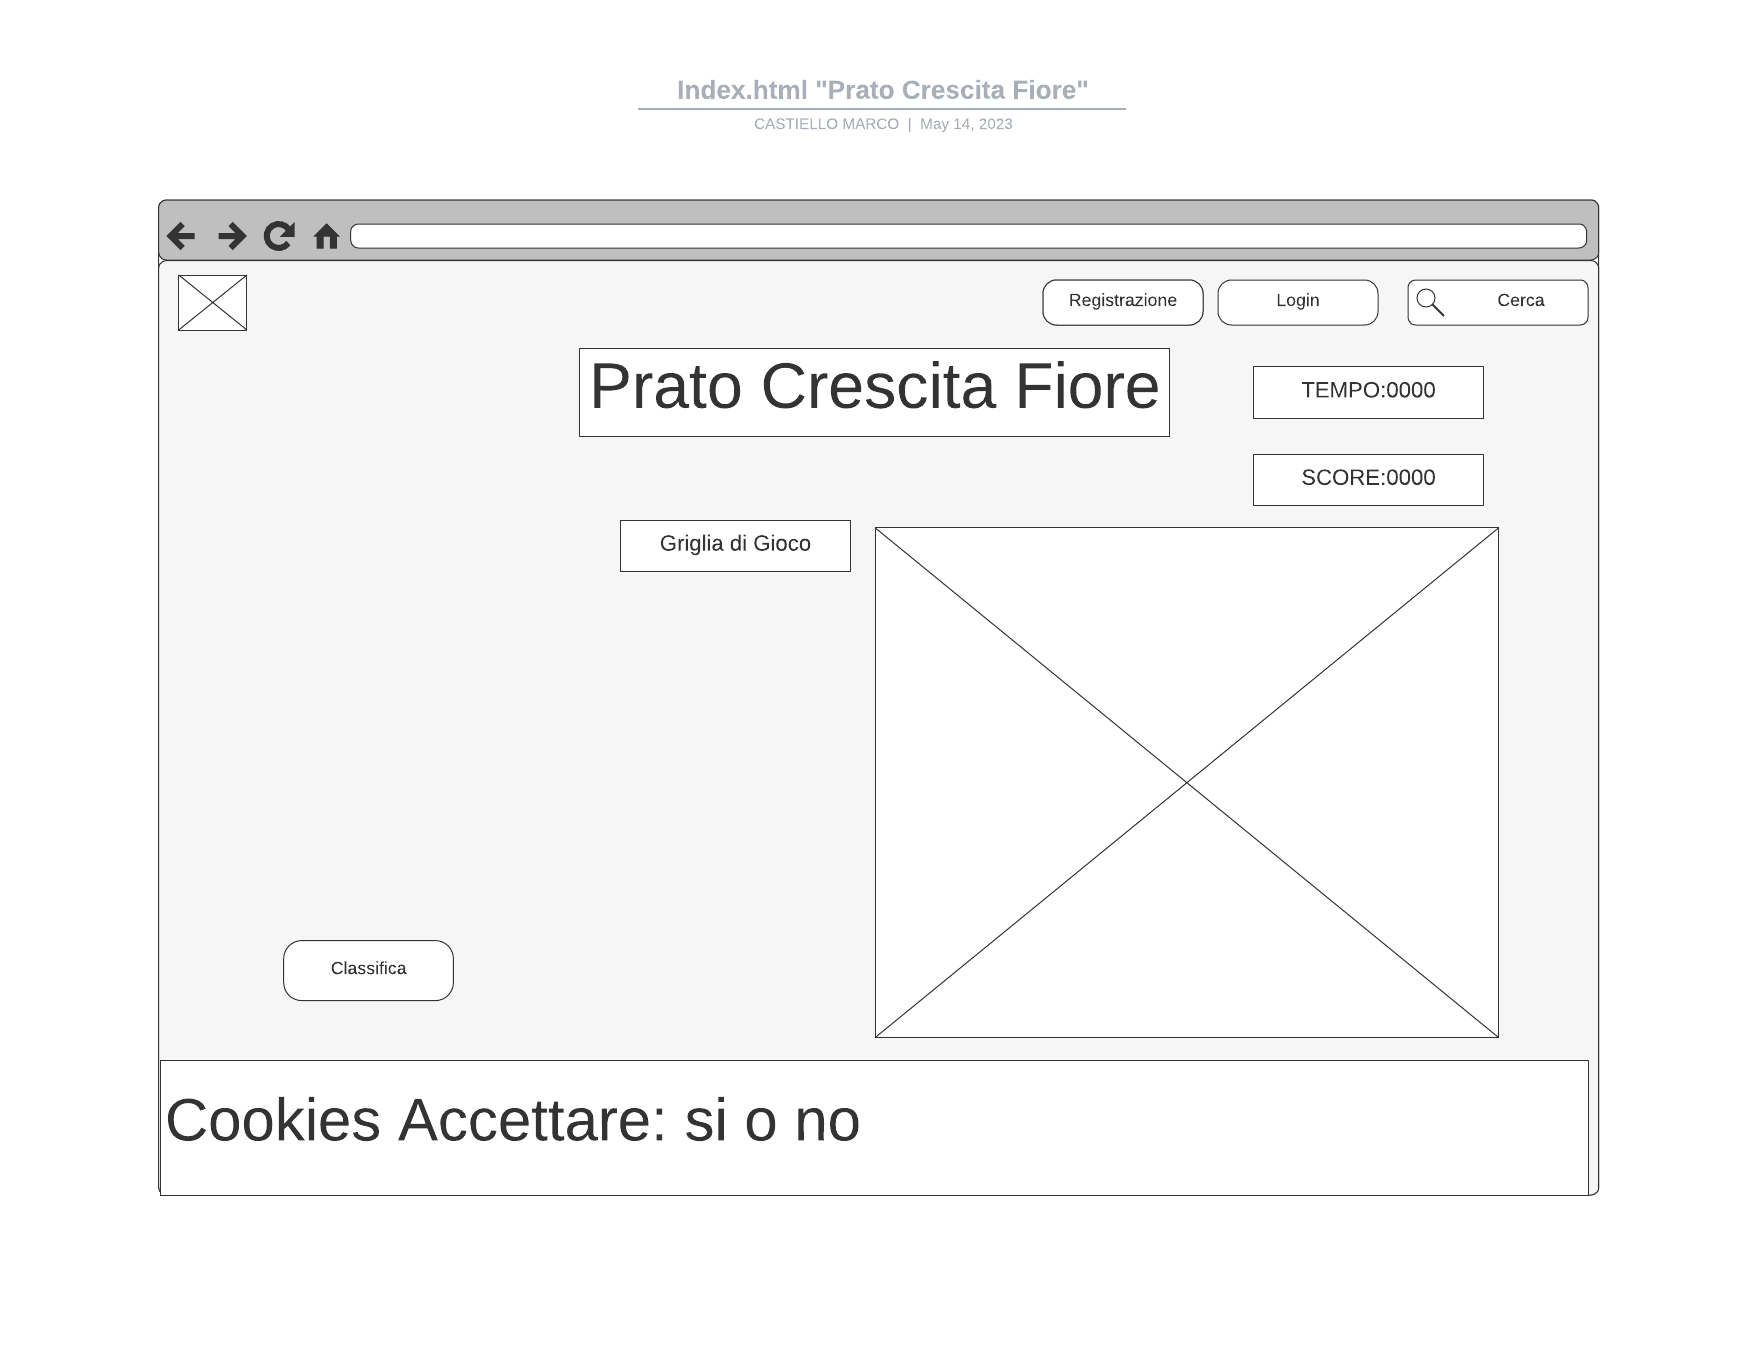 Index.html "Prato Crescita Fiore"
CASTIELLO MARCO | May 14, 2023
Registrazione
Login
Cerca
Prato Crescita Fiore
TEMPO:0000
SCORE:0000
Griglia di Gioco
Classifica
Cookies Accettare: si o no